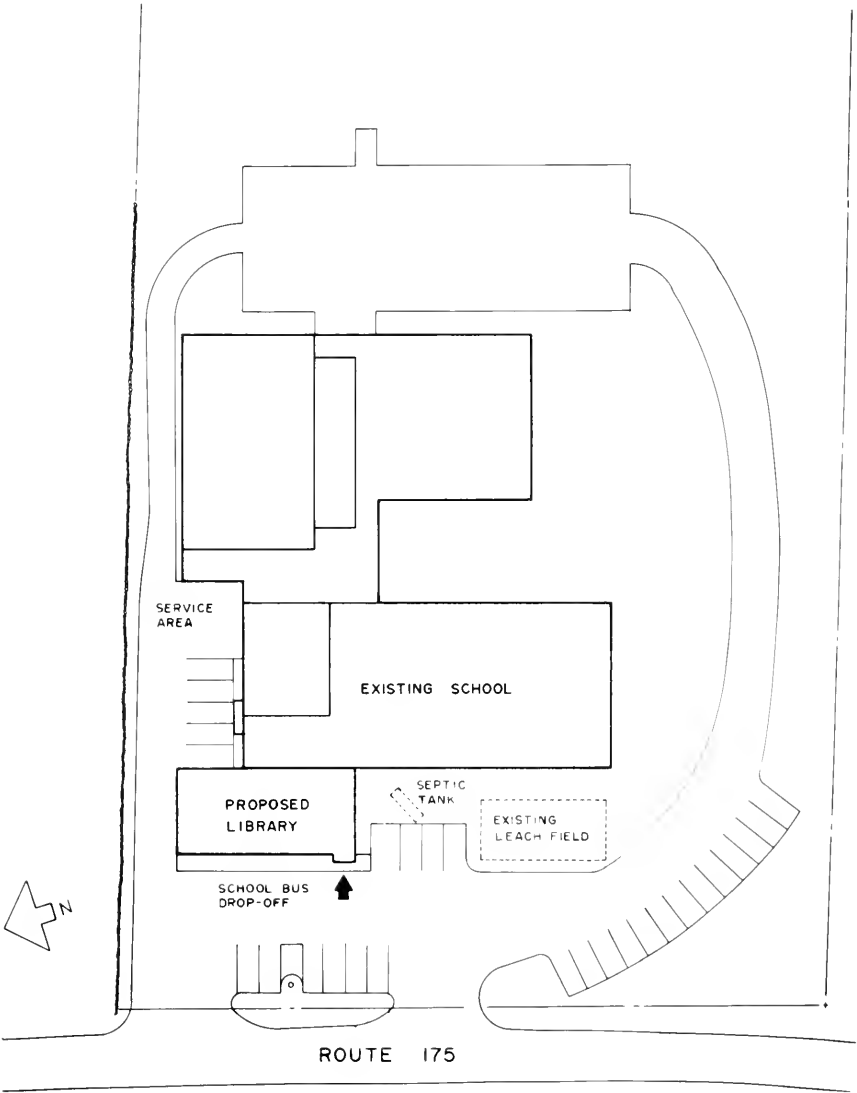 SERVICE
AREA
EXISTING SCHOOL
SEPTIC
TANK
PROPOSED
LIBRARY
EXISTING
LEACH FIELD
SCHOOL BUS
DROP-OFF
N
ROUTE 175